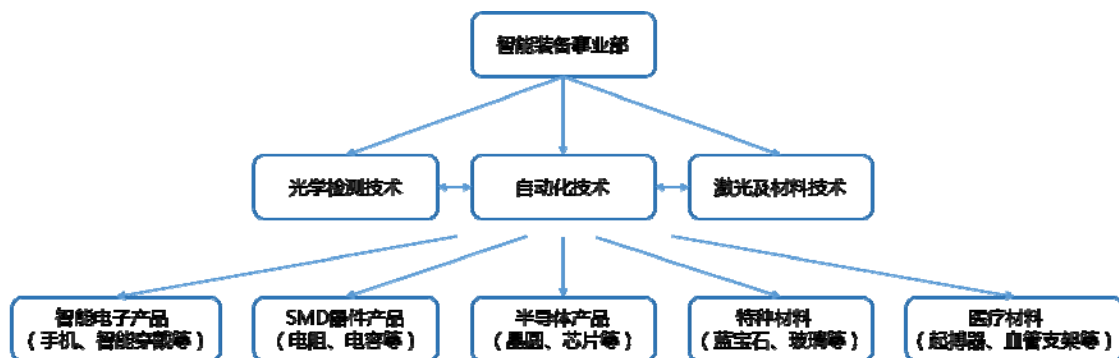 智能装备事业部
光学检测技术
自动化技术
激光及材料技术
智能电子产品
（手机、智能穿戴等）
SMD器件产品
（电阻、电容等）
半导体产品
（晶圆、芯片等）
特种材料
（蓝宝石、玻璃等）
医疗材料
（起搏器、血管支架等）